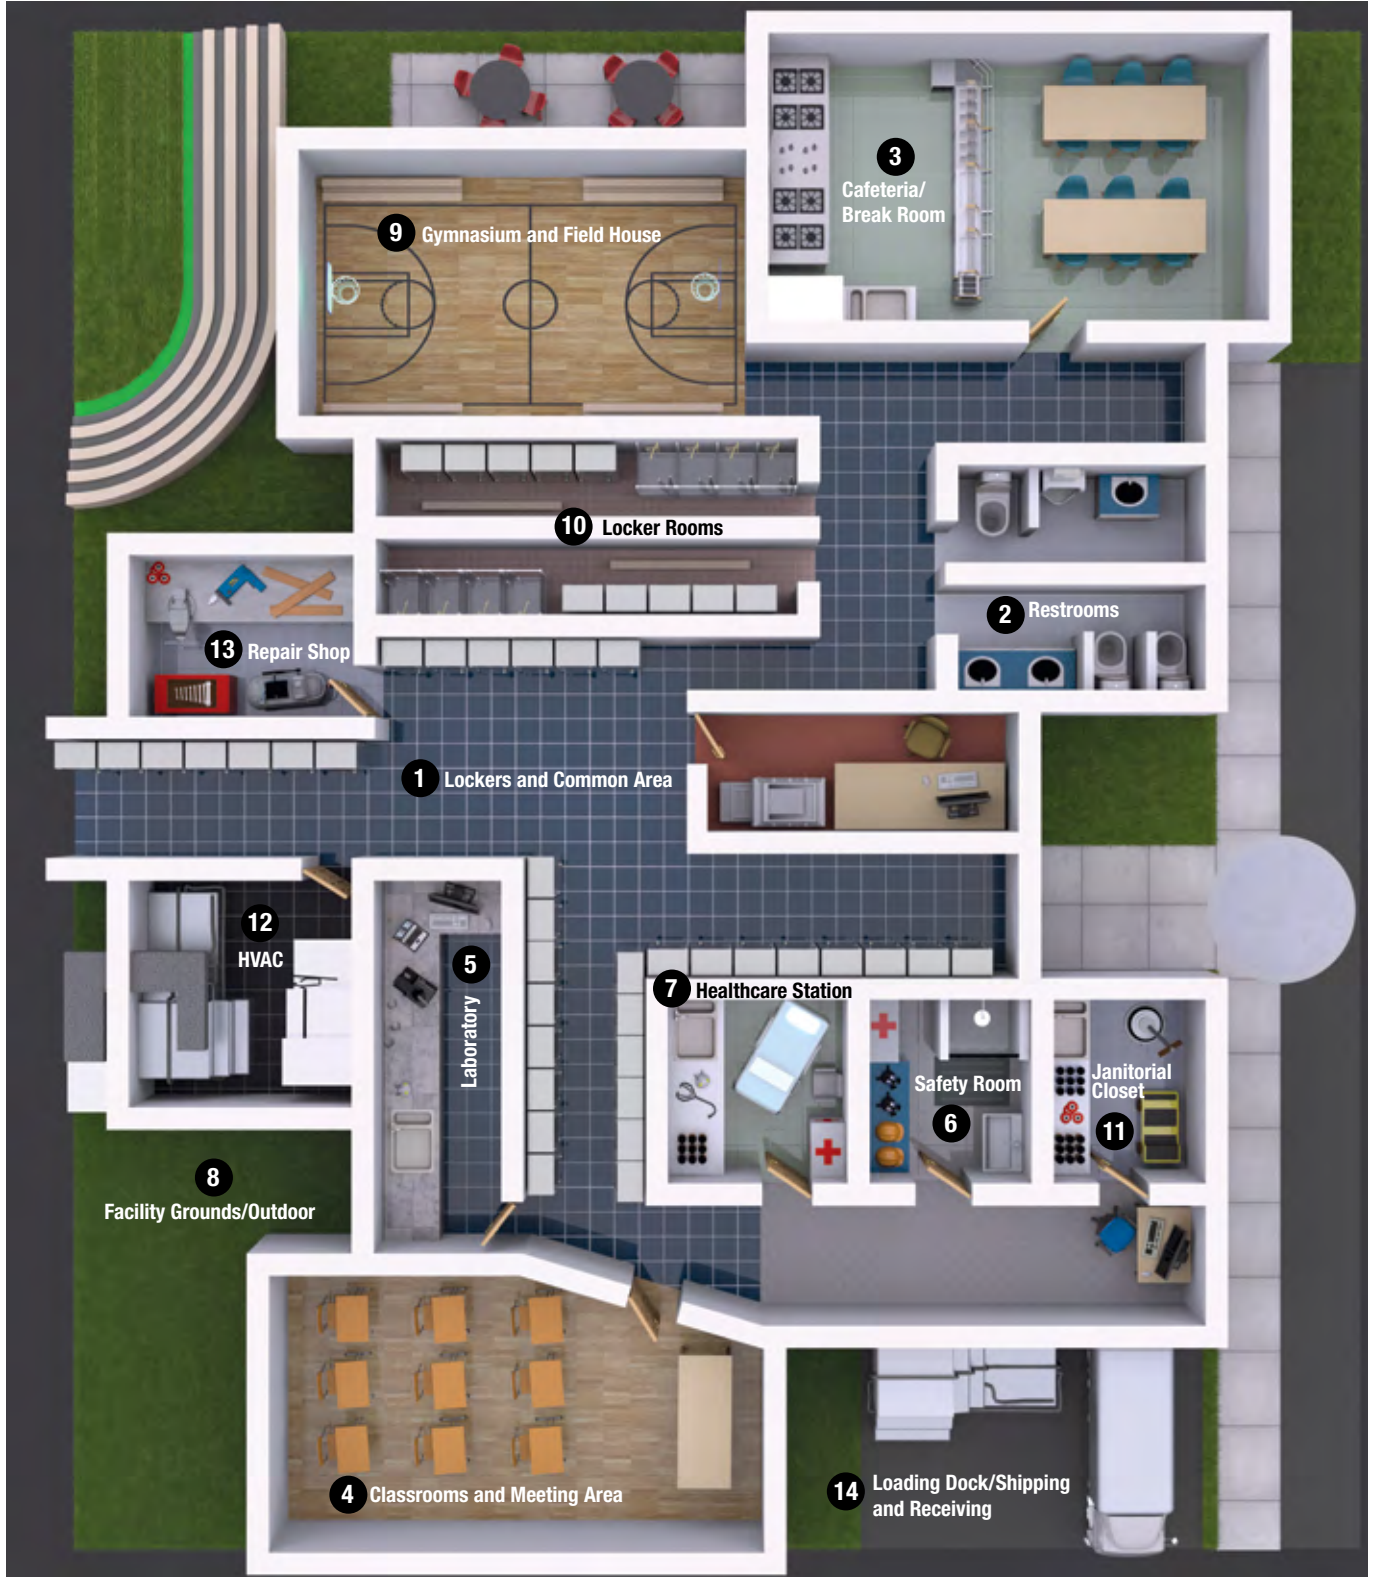 3
Cafeteria/
Break Room
9 Gymnasium and Field House
10 Locker Rooms
2 Restrooms
13 Repair Shop
1 Lockers and Common Area
12
HVAC
5
Laboratory
7 Healthcare Station
Safety Room
6
Janitorial
Closet
11
8
Facility Grounds/Outdoor
4 Classrooms and Meeting Area
14 Loading Dock/Shipping
and Receiving